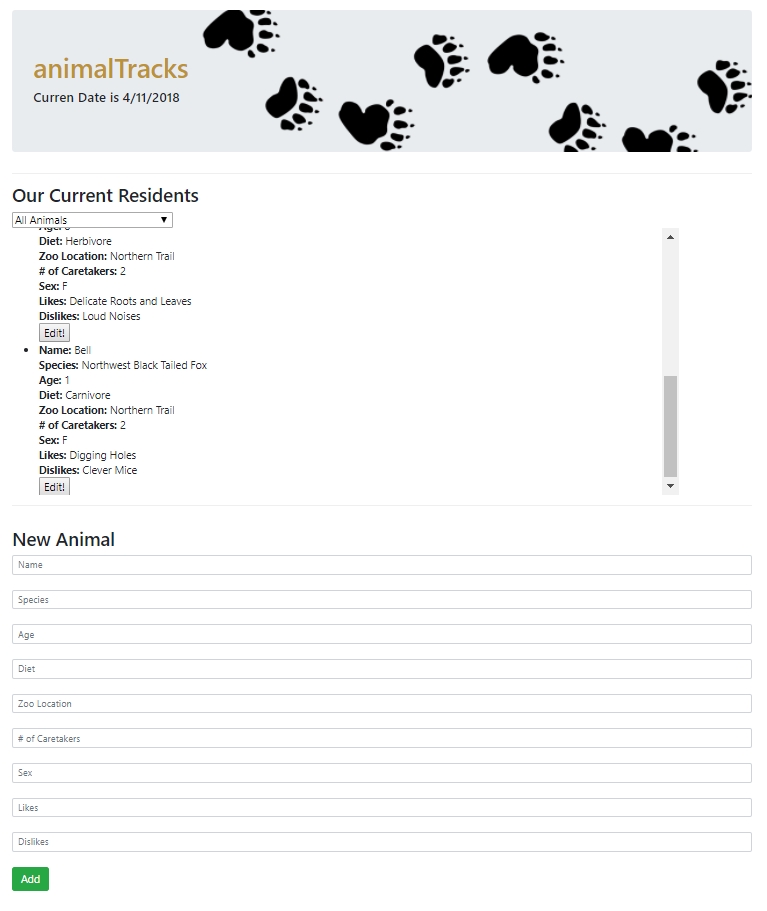 animalTracks
Curren Date is 4/11/2018
Our Current Residents
All Animals
Diet: Herbivore
Zoo Location: Northern Trail
# of Caretakers: 2
Sex: F
Likes: Delicate Roots and Leaves
Dislikes: Loud Noises
Edit!
Name: Bell
Species: Northwest Black Tailed Fox
Age: 1
Diet: Carnivore
Zoo Location: Northern Trail
# of Caretakers: 2
Sex: F
Likes: Digging Holes
Dislikes: Clever Mice
Edit!
New Animal
Name
Species
Age
Diet
Zoo Location
# of Caretakers
Sex
Likes
Dislikes
Add